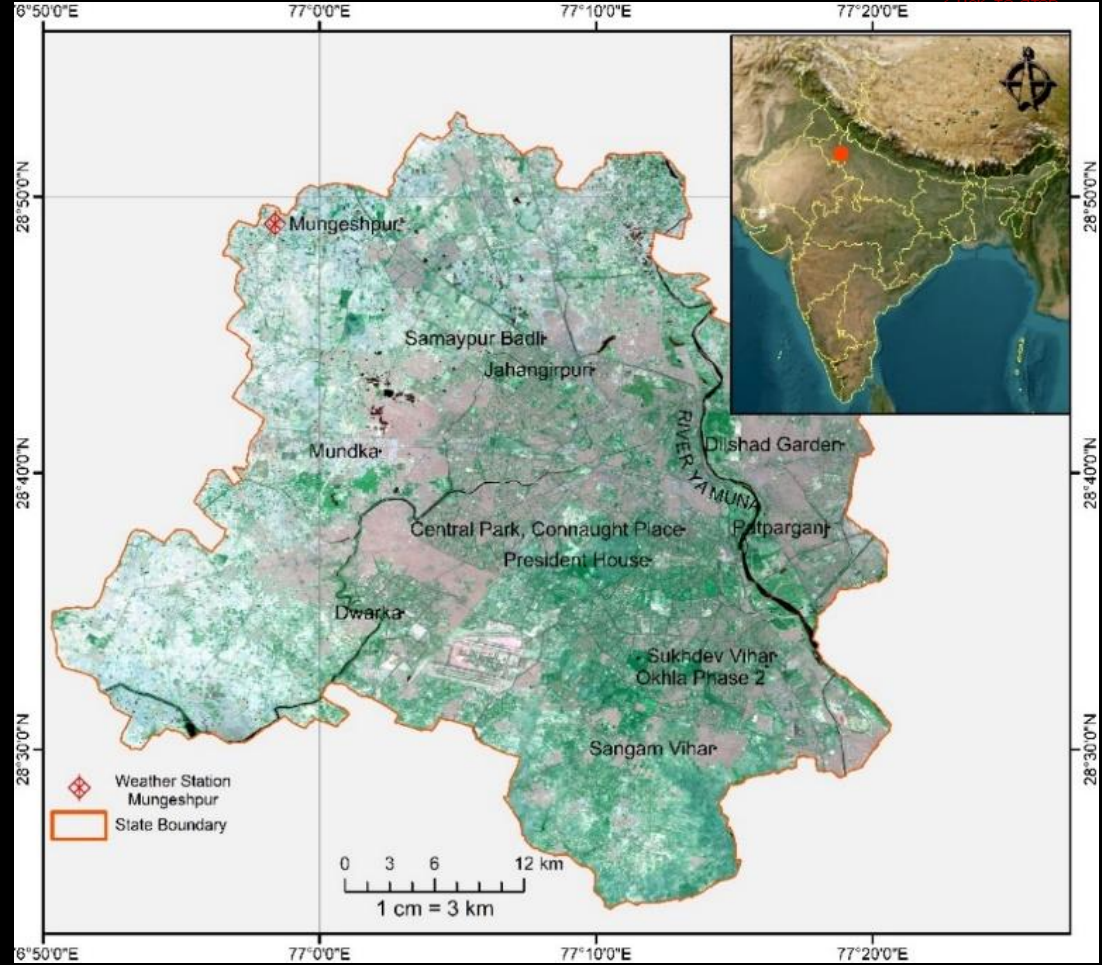 6°50'0"E 77°0'0"E 77°10'0"E 77°20'0"E
28°50'0"N
28°50'0"N
Mungeshpur
Samaypur Badli
Jahangirpuri
28°40'0"N
28°40'0"N
RIVER YAMUNA
Dilshad Garden
Mundka
Central Park, Connaught Place
Patparganj
President House
Dwarka
Sukhdev Vihar
Okhla Phase 2
28°30'0"N
28°30'0"N
Sangam Vihar
Weather Station
Mungeshpur
State Boundary
0 3 6 12 km
1 cm = 3 km
6°50'0"E 77°0'0"E 77°10'0"E 77°20'0"E